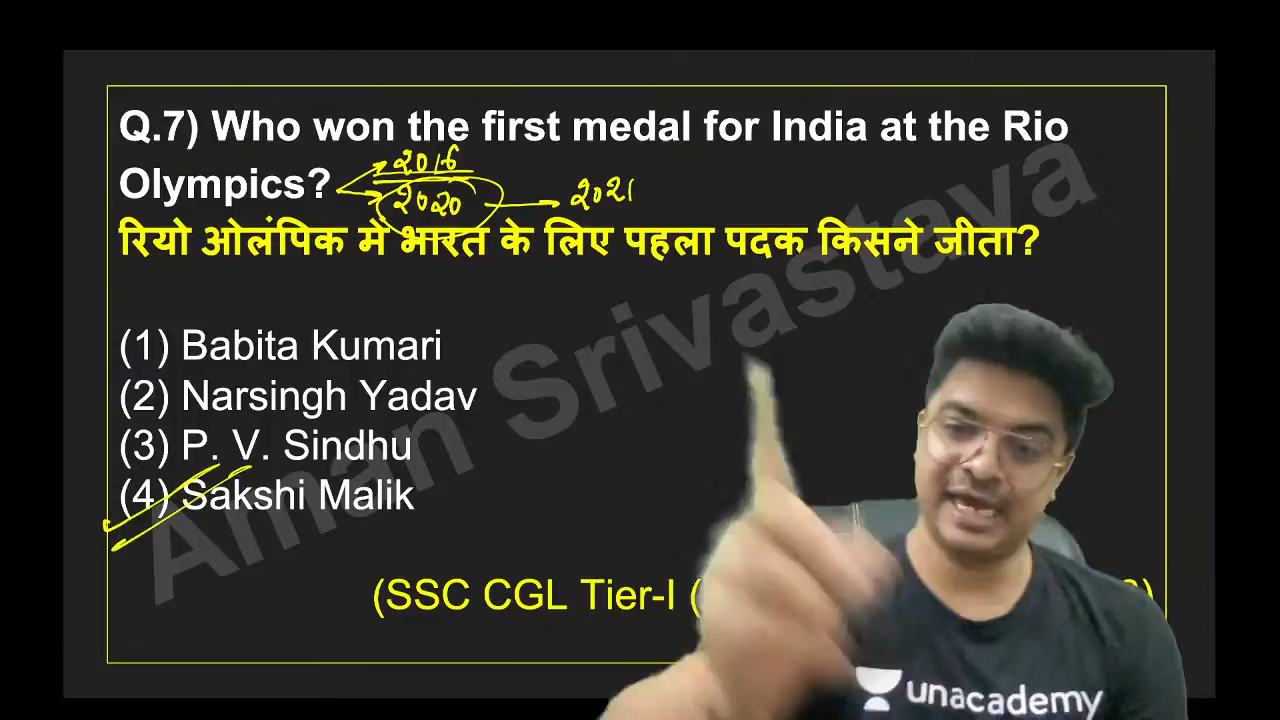 Q.7) Who won the first medal for India at the Rio
Olympics?
2016
2020
2021
रियो ओलंपिक में भारत के लिए पहला पदक किसने जीता?
(1) Babita Kumari
(2) Narsingh Yadav
(3) P. V. Sindhu
(4) Sakshi Malik
(SSC CGL Tier-I (
)
Aman Srivastava
unacademy